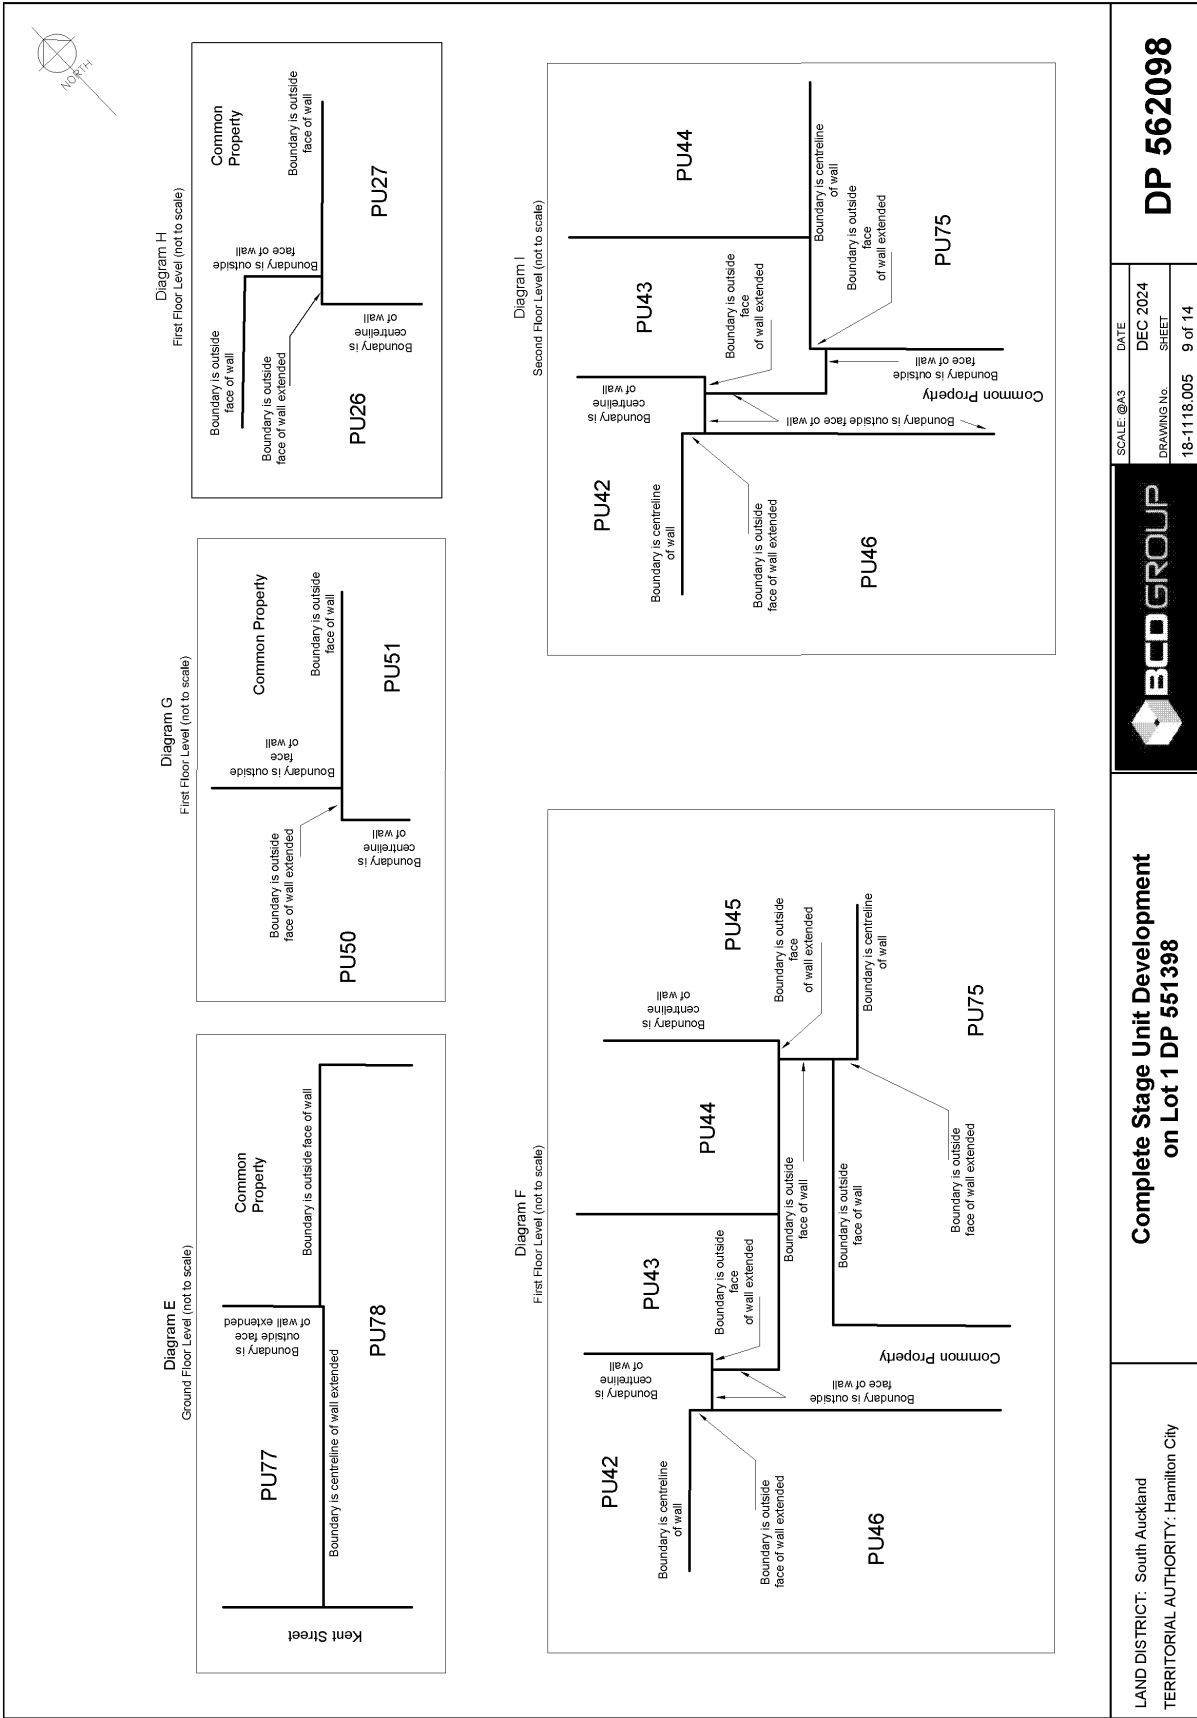 NORTH
Diagram E
Ground Floor Level (not to scale)
Kent Street
PU77
Boundary is
outside face
of wall extended
Common
Property
Boundary is outside face of wall
Boundary is centreline of wall extended
PU78
Diagram G
First Floor Level (not to scale)
PU50
Boundary is outside
face of wall extended
Boundary is outside
face
of wall
Common Property
Boundary is outside
face of wall
Boundary is
centreline
of wall
PU51
Diagram H
First Floor Level (not to scale)
Boundary is outside
face of wall
Boundary is outside
face of wall
Common
Property
Boundary is outside
face of wall
Boundary is outside
face of wall extended
PU26
Boundary is
centreline
of wall
PU27
Diagram F
First Floor Level (not to scale)
Boundary is centreline
of wall
PU42
Boundary is
centreline
of wall
PU43
PU44
Boundary is
centreline
of wall
PU45
Boundary is outside
face of wall extended
Boundary is outside
face
of wall extended
Boundary is outside
face of wall
Boundary is outside
face
of wall extended
Boundary is outside
face of wall
Boundary is outside
face of wall
Boundary is centreline
of wall
PU46
Common Property
Boundary is outside
face of wall extended
PU75
Diagram I
Second Floor Level (not to scale)
Boundary is centreline
of wall
PU42
Boundary is
centreline
of wall
PU43
PU44
Boundary is outside
face
of wall extended
Boundary is centreline
of wall
Boundary is outside
face of wall extended
Boundary is outside face of wall
Boundary is outside
face
of wall extended
Boundary is outside
face of wall
PU46
Common Property
PU75
LAND DISTRICT: South Auckland
TERRITORIAL AUTHORITY: Hamilton City
Complete Stage Unit Development
on Lot 1 DP 551398
BCDGROUP
SCALE: @A3
DATE
DEC 2024
DRAWING No.
SHEET
18-1118.005
9 of 14
DP 562098